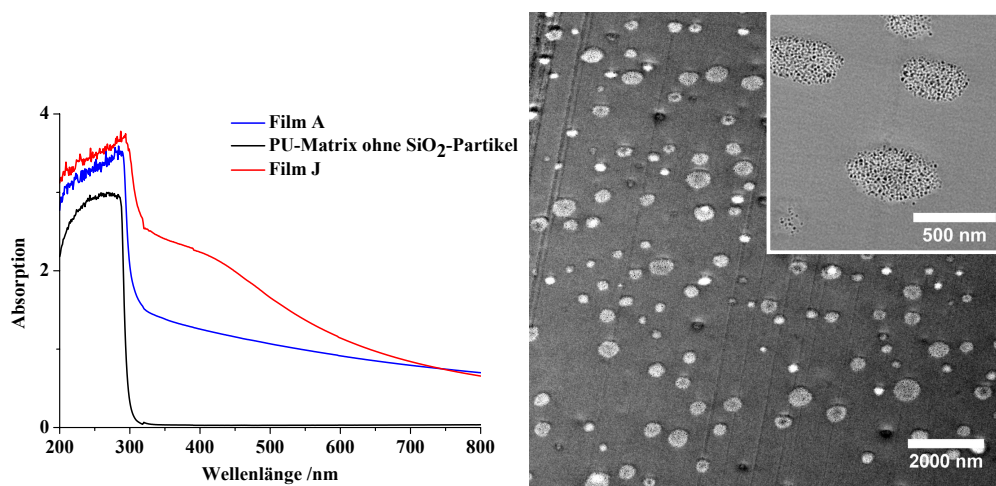 4
2
0
Absorption
200
300
400
500
600
700
800
Wellenlänge /nm
Film A
PU-Matrix ohne SiO2-Partikel
Film J
500 nm
2000 nm